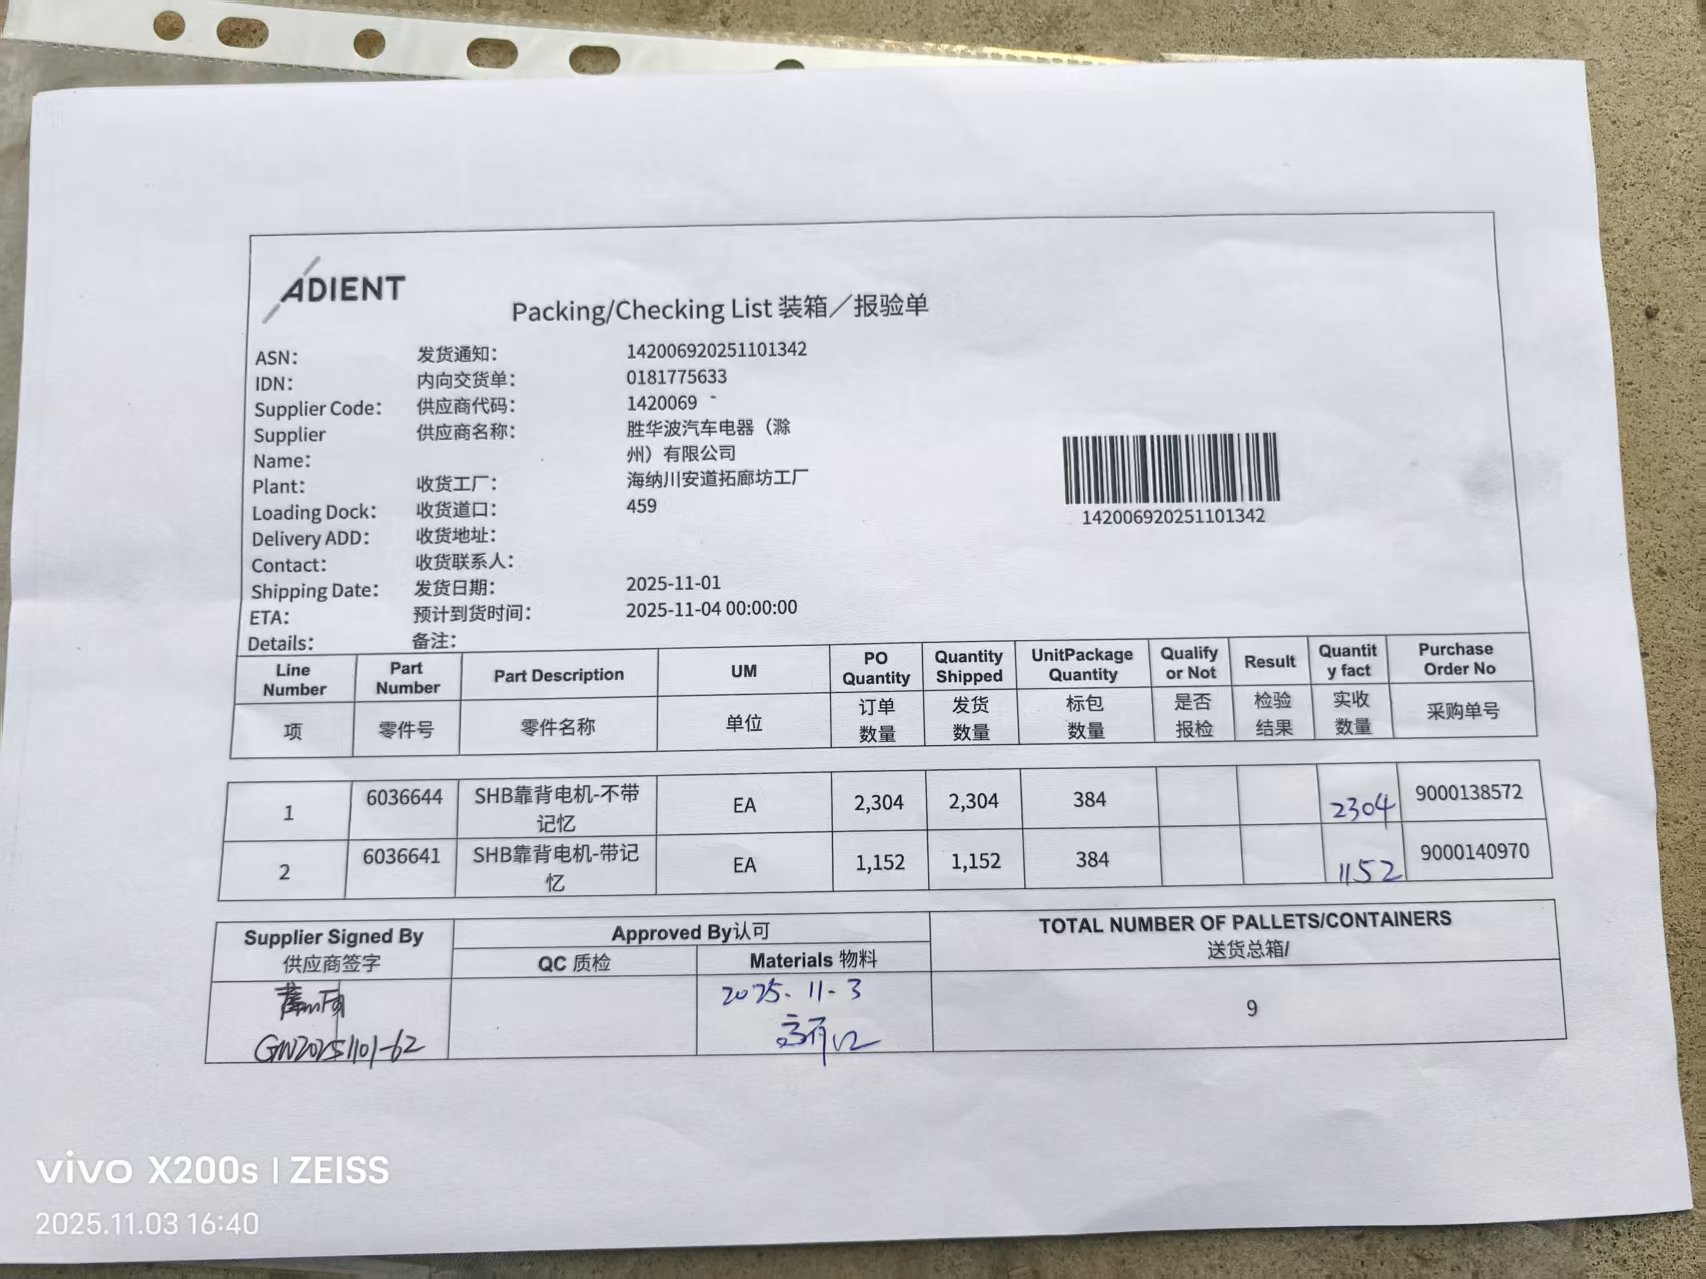 ADIENT
Packing/Checking List 装箱／报验单
ASN: 发货通知: 142006920251101342
IDN: 内向交货单: 0181775633
Supplier Code: 供应商代码: 1420069
Supplier Name: 供应商名称: 胜华波汽车电器（滁州）有限公司
Plant: 收货工厂: 海纳川安道拓廊坊工厂
Loading Dock: 收货道口: 459
Delivery ADD: 收货地址:
Contact: 收货联系人:
Shipping Date: 发货日期: 2025-11-01
ETA: 预计到货时间: 2025-11-04 00:00:00
Details: 备注:
142006920251101342
Line Number Part Number Part Description UM PO Quantity Quantity Shipped UnitPackage Quantity Qualify or Not Result Quantity fact Purchase Order No
项 零件号 零件名称 单位 订单数量 发货数量 标包数量 是否报检 检验结果 实收数量 采购单号
1 6036644 SHB靠背电机-不带记忆 EA 2,304 2,304 384 2304 9000138572
2 6036641 SHB靠背电机-带记忆 EA 1,152 1,152 384 1152 9000140970
Supplier Signed By 供应商签字
Approved By认可
QC 质检
Materials 物料
TOTAL NUMBER OF PALLETS/CONTAINERS
送货总箱/
GW20251101-62
2025.11.3
9
vivo X200s | ZEISS
2025.11.03 16:40